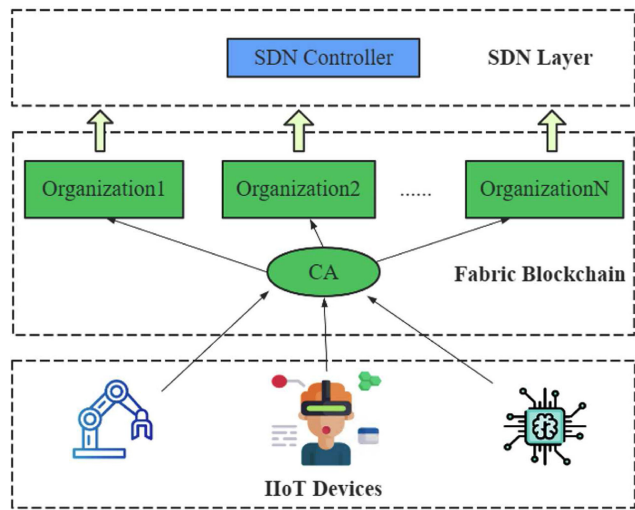 SDN Controller
SDN Layer
Organization1
Organization2
......
OrganizationN
CA
Fabric Blockchain
IIoT Devices